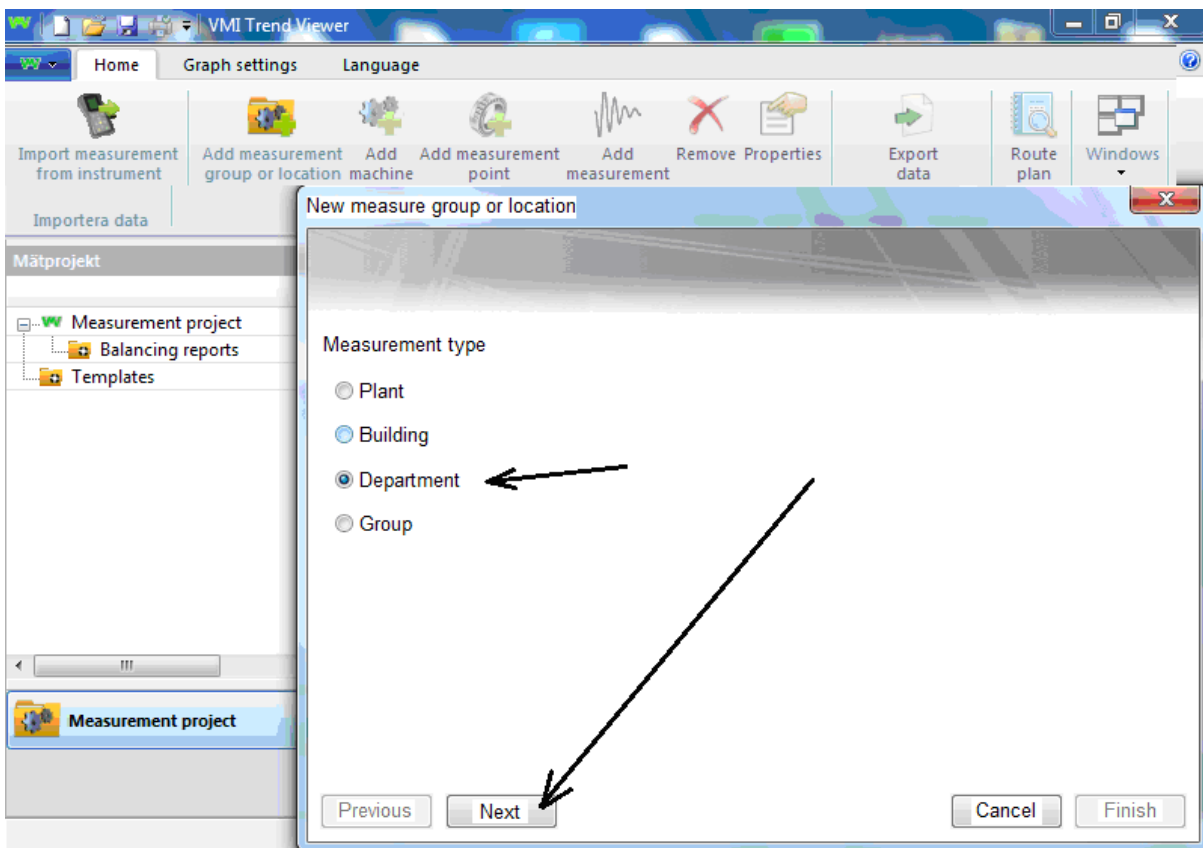 VMI Trend Viewer
Home Graph settings Language
Import measurement from instrument
Add measurement group or location
Add machine
Add measurement point
Add measurement
Remove
Properties
Export data
Route plan
Windows
Importera data
Mätprojekt
Measurement project
Balancing reports
Templates
Measurement project
New measure group or location
Measurement type
Plant
Building
Department
Group
Previous Next Cancel Finish